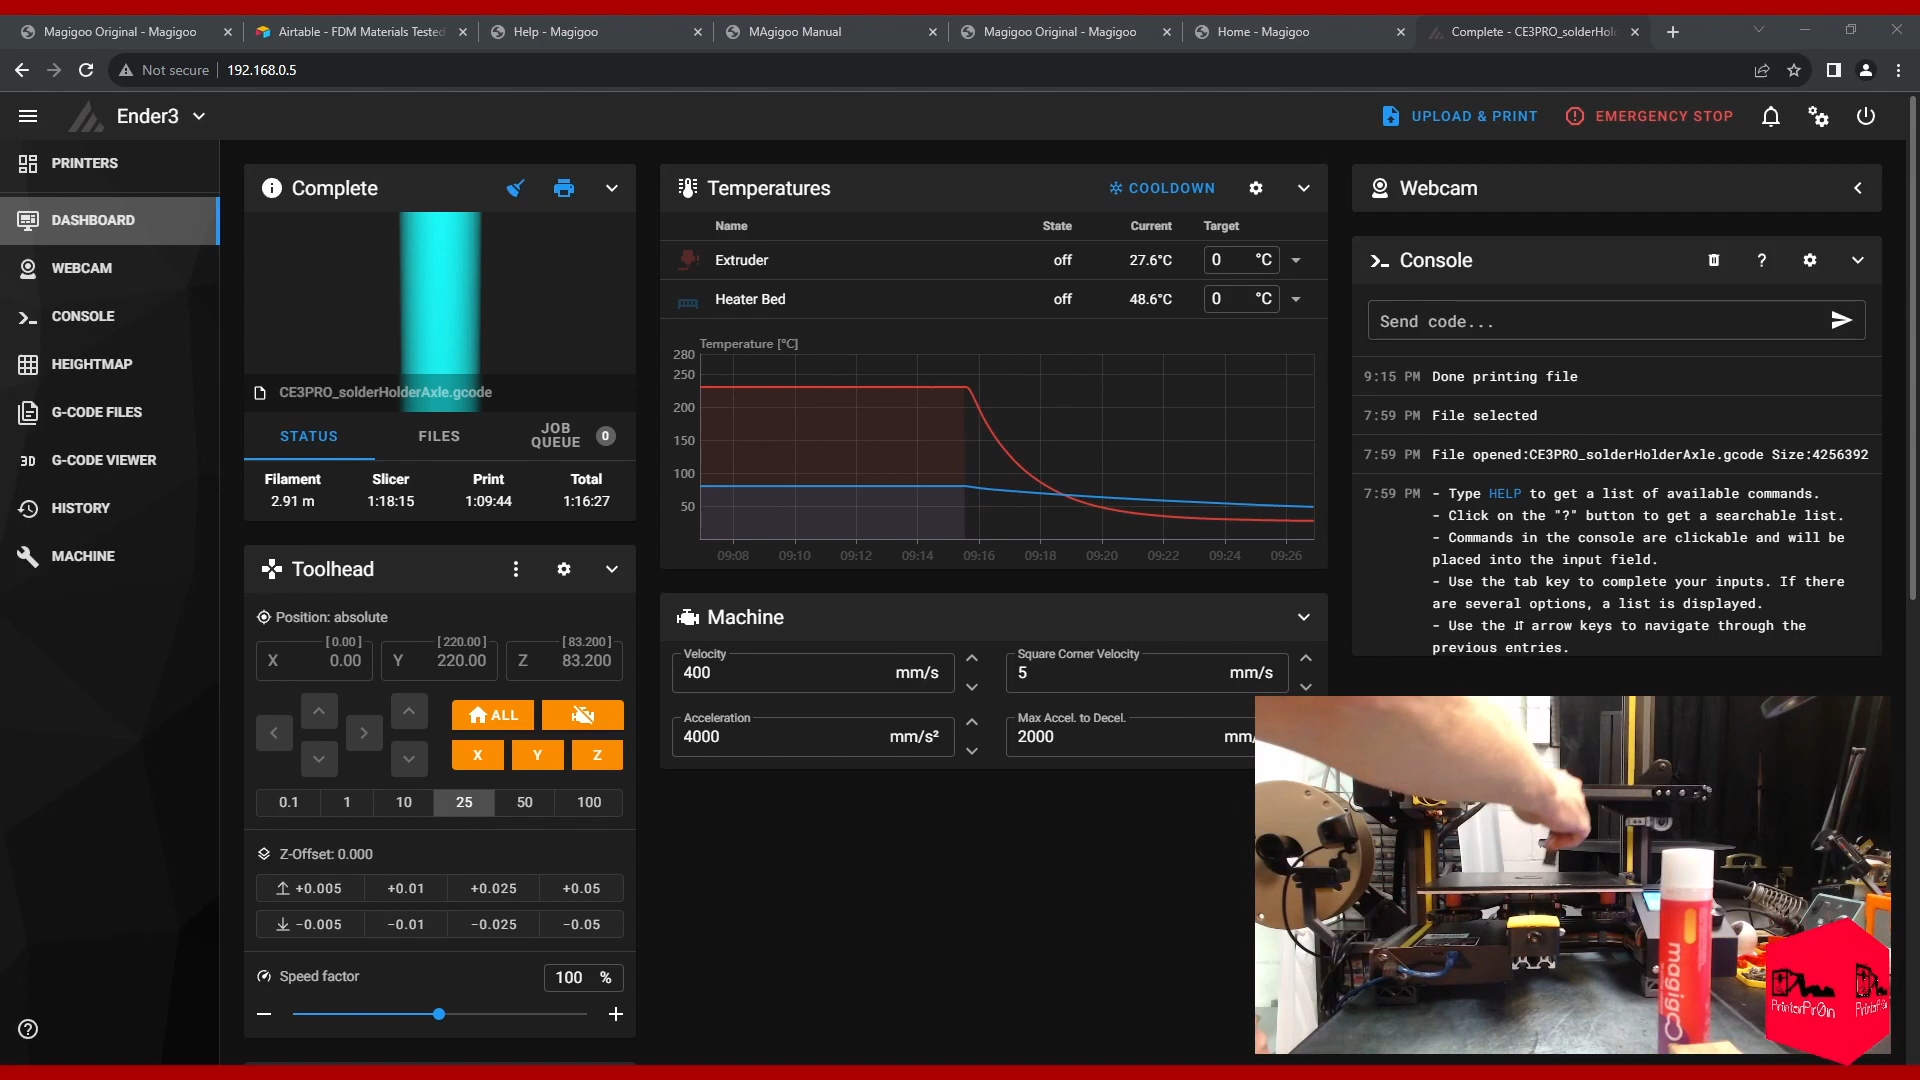 Magigoo Original - Magigoo
Airtable - FDM Materials Tested
Help - Magigoo
MAgigoo Manual
Magigoo Original - Magigoo
Home - Magigoo
Complete - CE3PRO_solderHol
Not secure
192.168.0.5
Ender3
UPLOAD & PRINT
EMERGENCY STOP
PRINTERS
DASHBOARD
WEBCAM
CONSOLE
HEIGHTMAP
G-CODE FILES
3D G-CODE VIEWER
HISTORY
MACHINE
Complete
CE3PRO_solderHolderAxle.gcode
STATUS
FILES
JOB QUEUE 0
Filament Slicer Print Total
2.91 m 1:18:15 1:09:44 1:16:27
Toolhead
Position: absolute
[0.00] [220.00] [83.200]
X 0.00 Y 220.00 Z 83.200
ALL
X Y Z
0.1 1 10 25 50 100
Z-Offset: 0.000
+0.005 +0.01 +0.025 +0.05
−0.005 −0.01 −0.025 −0.05
Speed factor 100 %
Temperatures
COOLDOWN
Name State Current Target
Extruder off 27.6°C 0 °C
Heater Bed off 48.6°C 0 °C
Temperature [°C]
280
250
200
150
100
50
09:08 09:10 09:12 09:14 09:16 09:18 09:20 09:22 09:24 09:26
Machine
Velocity
400 mm/s
Square Corner Velocity
5 mm/s
Acceleration
4000 mm/s²
Max Accel. to Decel.
2000 mm/
Webcam
Console
Send code...
9:15 PM Done printing file
7:59 PM File selected
7:59 PM File opened:CE3PRO_solderHolderAxle.gcode Size:4256392
7:59 PM - Type HELP to get a list of available commands.
- Click on the "?" button to get a searchable list.
- Commands in the console are clickable and will be
placed into the input field.
- Use the tab key to complete your inputs. If there
are several options, a list is displayed.
- Use the ⇵ arrow keys to navigate through the
previous entries.
magigoo
PrinterPr0n